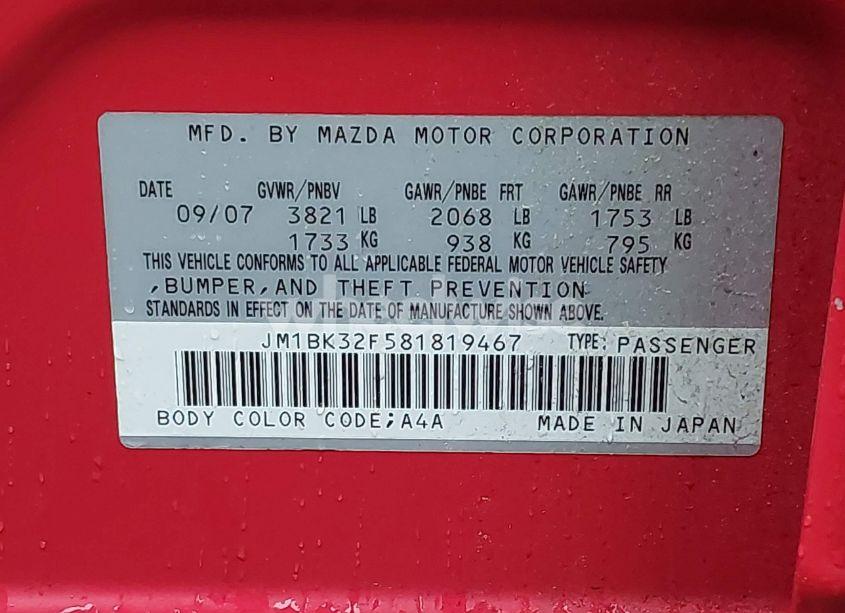 MFD. BY MAZDA MOTOR CORPORATION
DATE GVWR/PNBV GAWR/PNBE FRT GAWR/PNBE RR
09/07 3821 LB 2068 LB 1753 LB
1733 KG 938 KG 795 KG
THIS VEHICLE CONFORMS TO ALL APPLICABLE FEDERAL MOTOR VEHICLE SAFETY
,BUMPER,AND THEFT PREVENTION
STANDARDS IN EFFECT ON THE DATE OF MANUFACTURE SHOWN ABOVE.
JM1BK32F581819467 TYPE: PASSENGER
BODY COLOR CODE;A4A MADE IN JAPAN